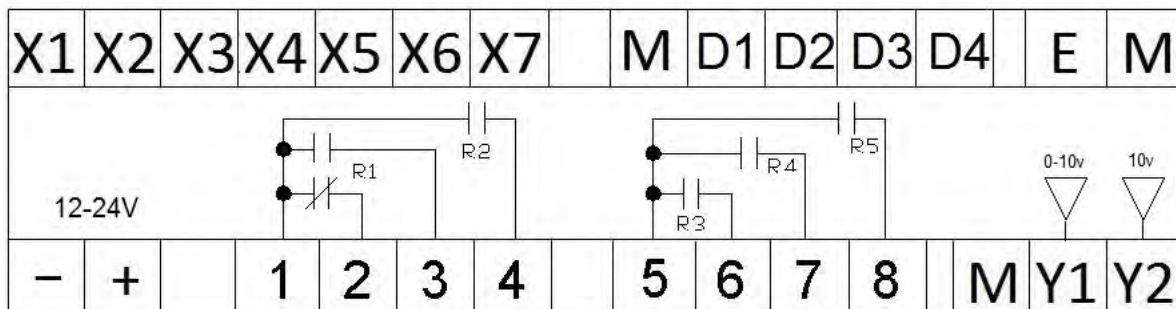 X1 X2 X3 X4 X5 X6 X7 M D1 D2 D3 D4 E M
R2 R5
R1 R4 0-10v 10v
12-24V R3
− + 1 2 3 4 5 6 7 8 M Y1 Y2